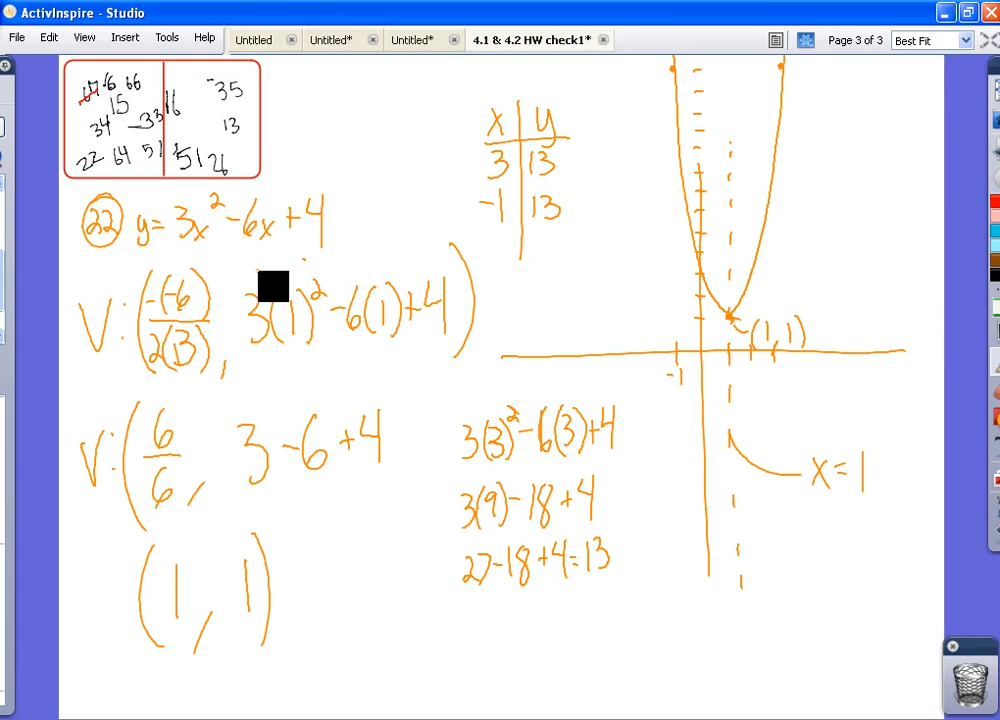 ActivInspire - Studio
File Edit View Insert Tools Help
Untitled Untitled* Untitled* 4.1 & 4.2 HW check1*
Page 3 of 3 Best Fit
66 -35
15 16
34 -33 13
22 64 51 51 26
22 y = 3x² - 6x + 4
V: (-(-6)/2(13), 3(1)² - 6(1) + 4)
V: (6/6, 3 - 6 + 4
(1, 1)
x y
3 13
-1 13
3(3)² - 6(3) + 4
3(9) - 18 + 4
27 - 18 + 4 = 13
(1, 1)
-1
x = 1